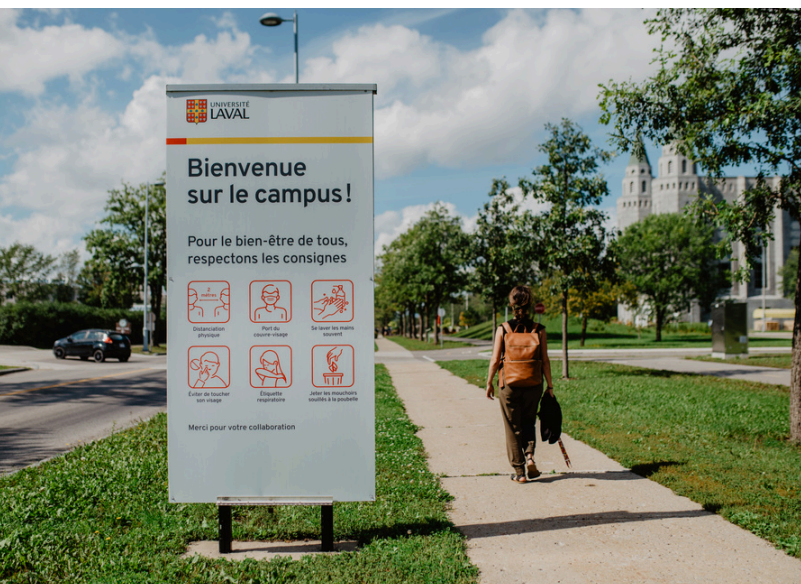 UNIVERSITÉ
LAVAL
Bienvenue
sur le campus!
Pour le bien-être de tous,
respectons les consignes
2
mètres
Distanciation
physique
Port du
couvre-visage
Se laver les mains
souvent
Éviter de toucher
son visage
Étiquette
respiratoire
Jeter les mouchoirs
souillés à la poubelle
Merci pour votre collaboration